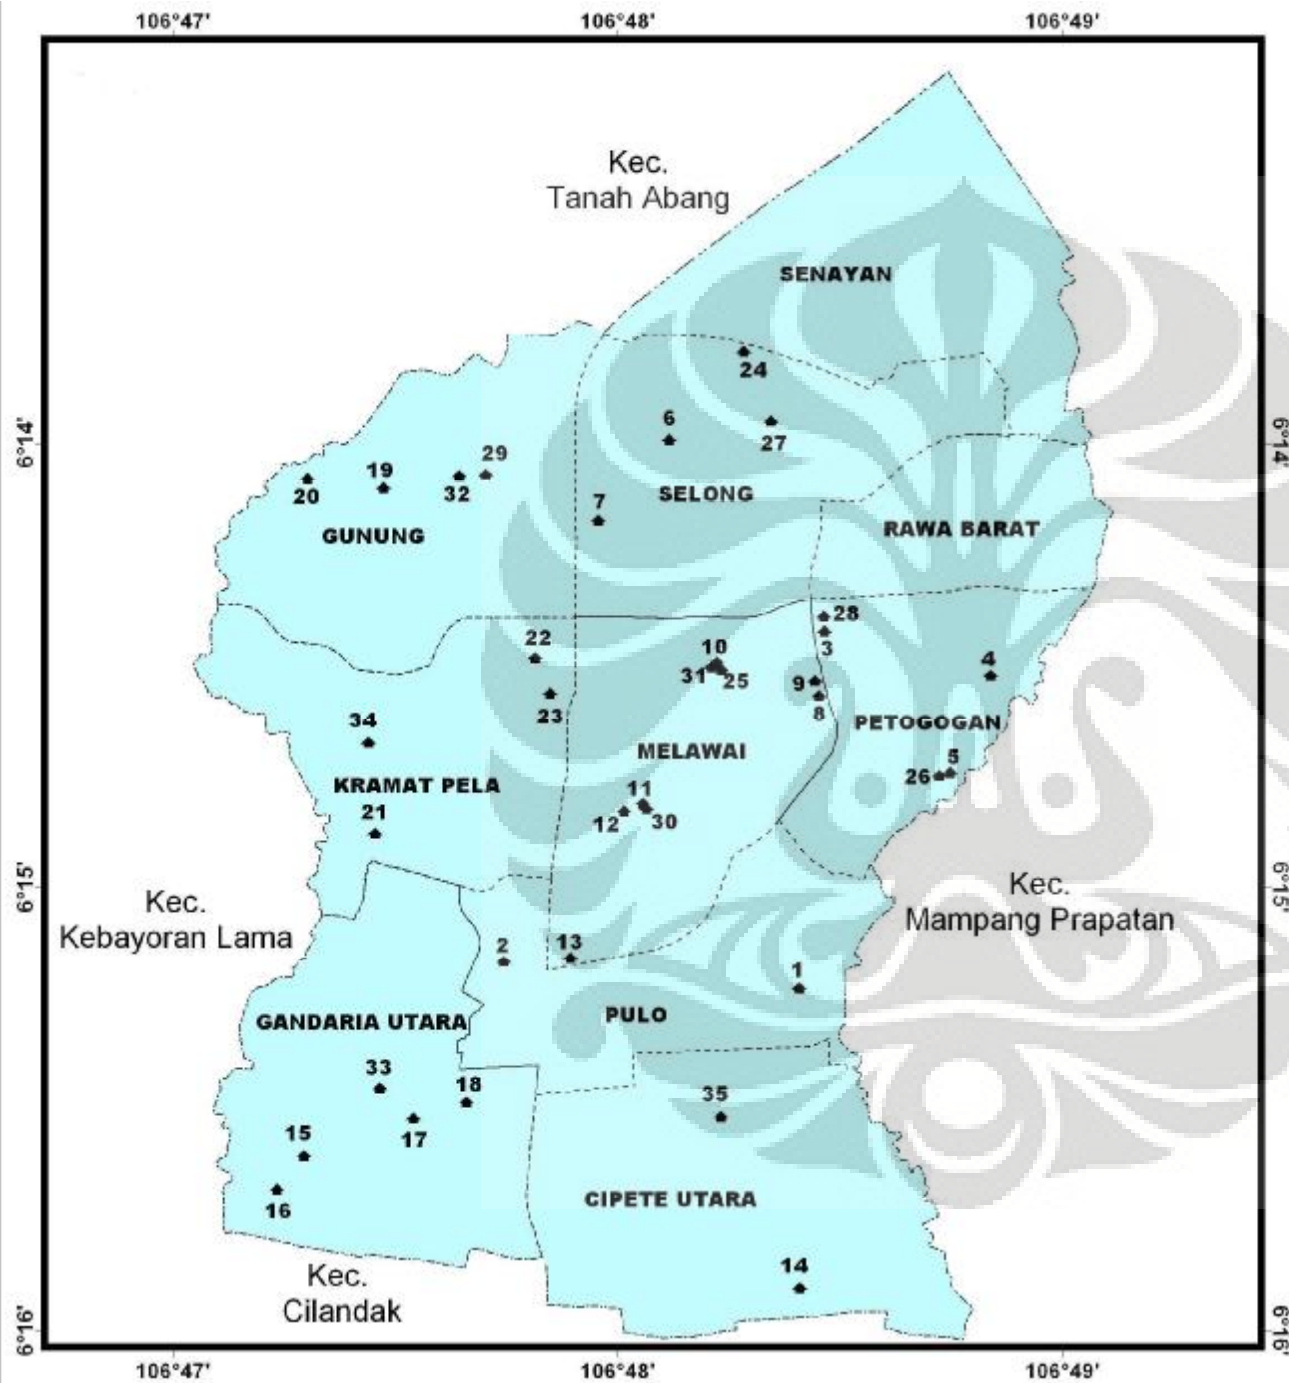 106°47' 106°48' 106°49'
Kec.
Tanah Abang
SENAYAN
24
6
27
6°14'
6°14'
29
19
32
20
7
SELONG
GUNUNG
RAWA BARAT
28
3
22
10
31
25
4
9
8
23
34
PETOGOGAN
MELAWAI
5
26
KRAMAT PELA
11
21
12
30
6°15'
6°15'
Kec.
Kebayoran Lama
Kec.
Mampang Prapatan
2
13
1
GANDARIA UTARA
PULO
33
18
35
15
17
16
CIPETE UTARA
14
Kec.
Cilandak
6°16'
6°16'
106°47' 106°48' 106°49'